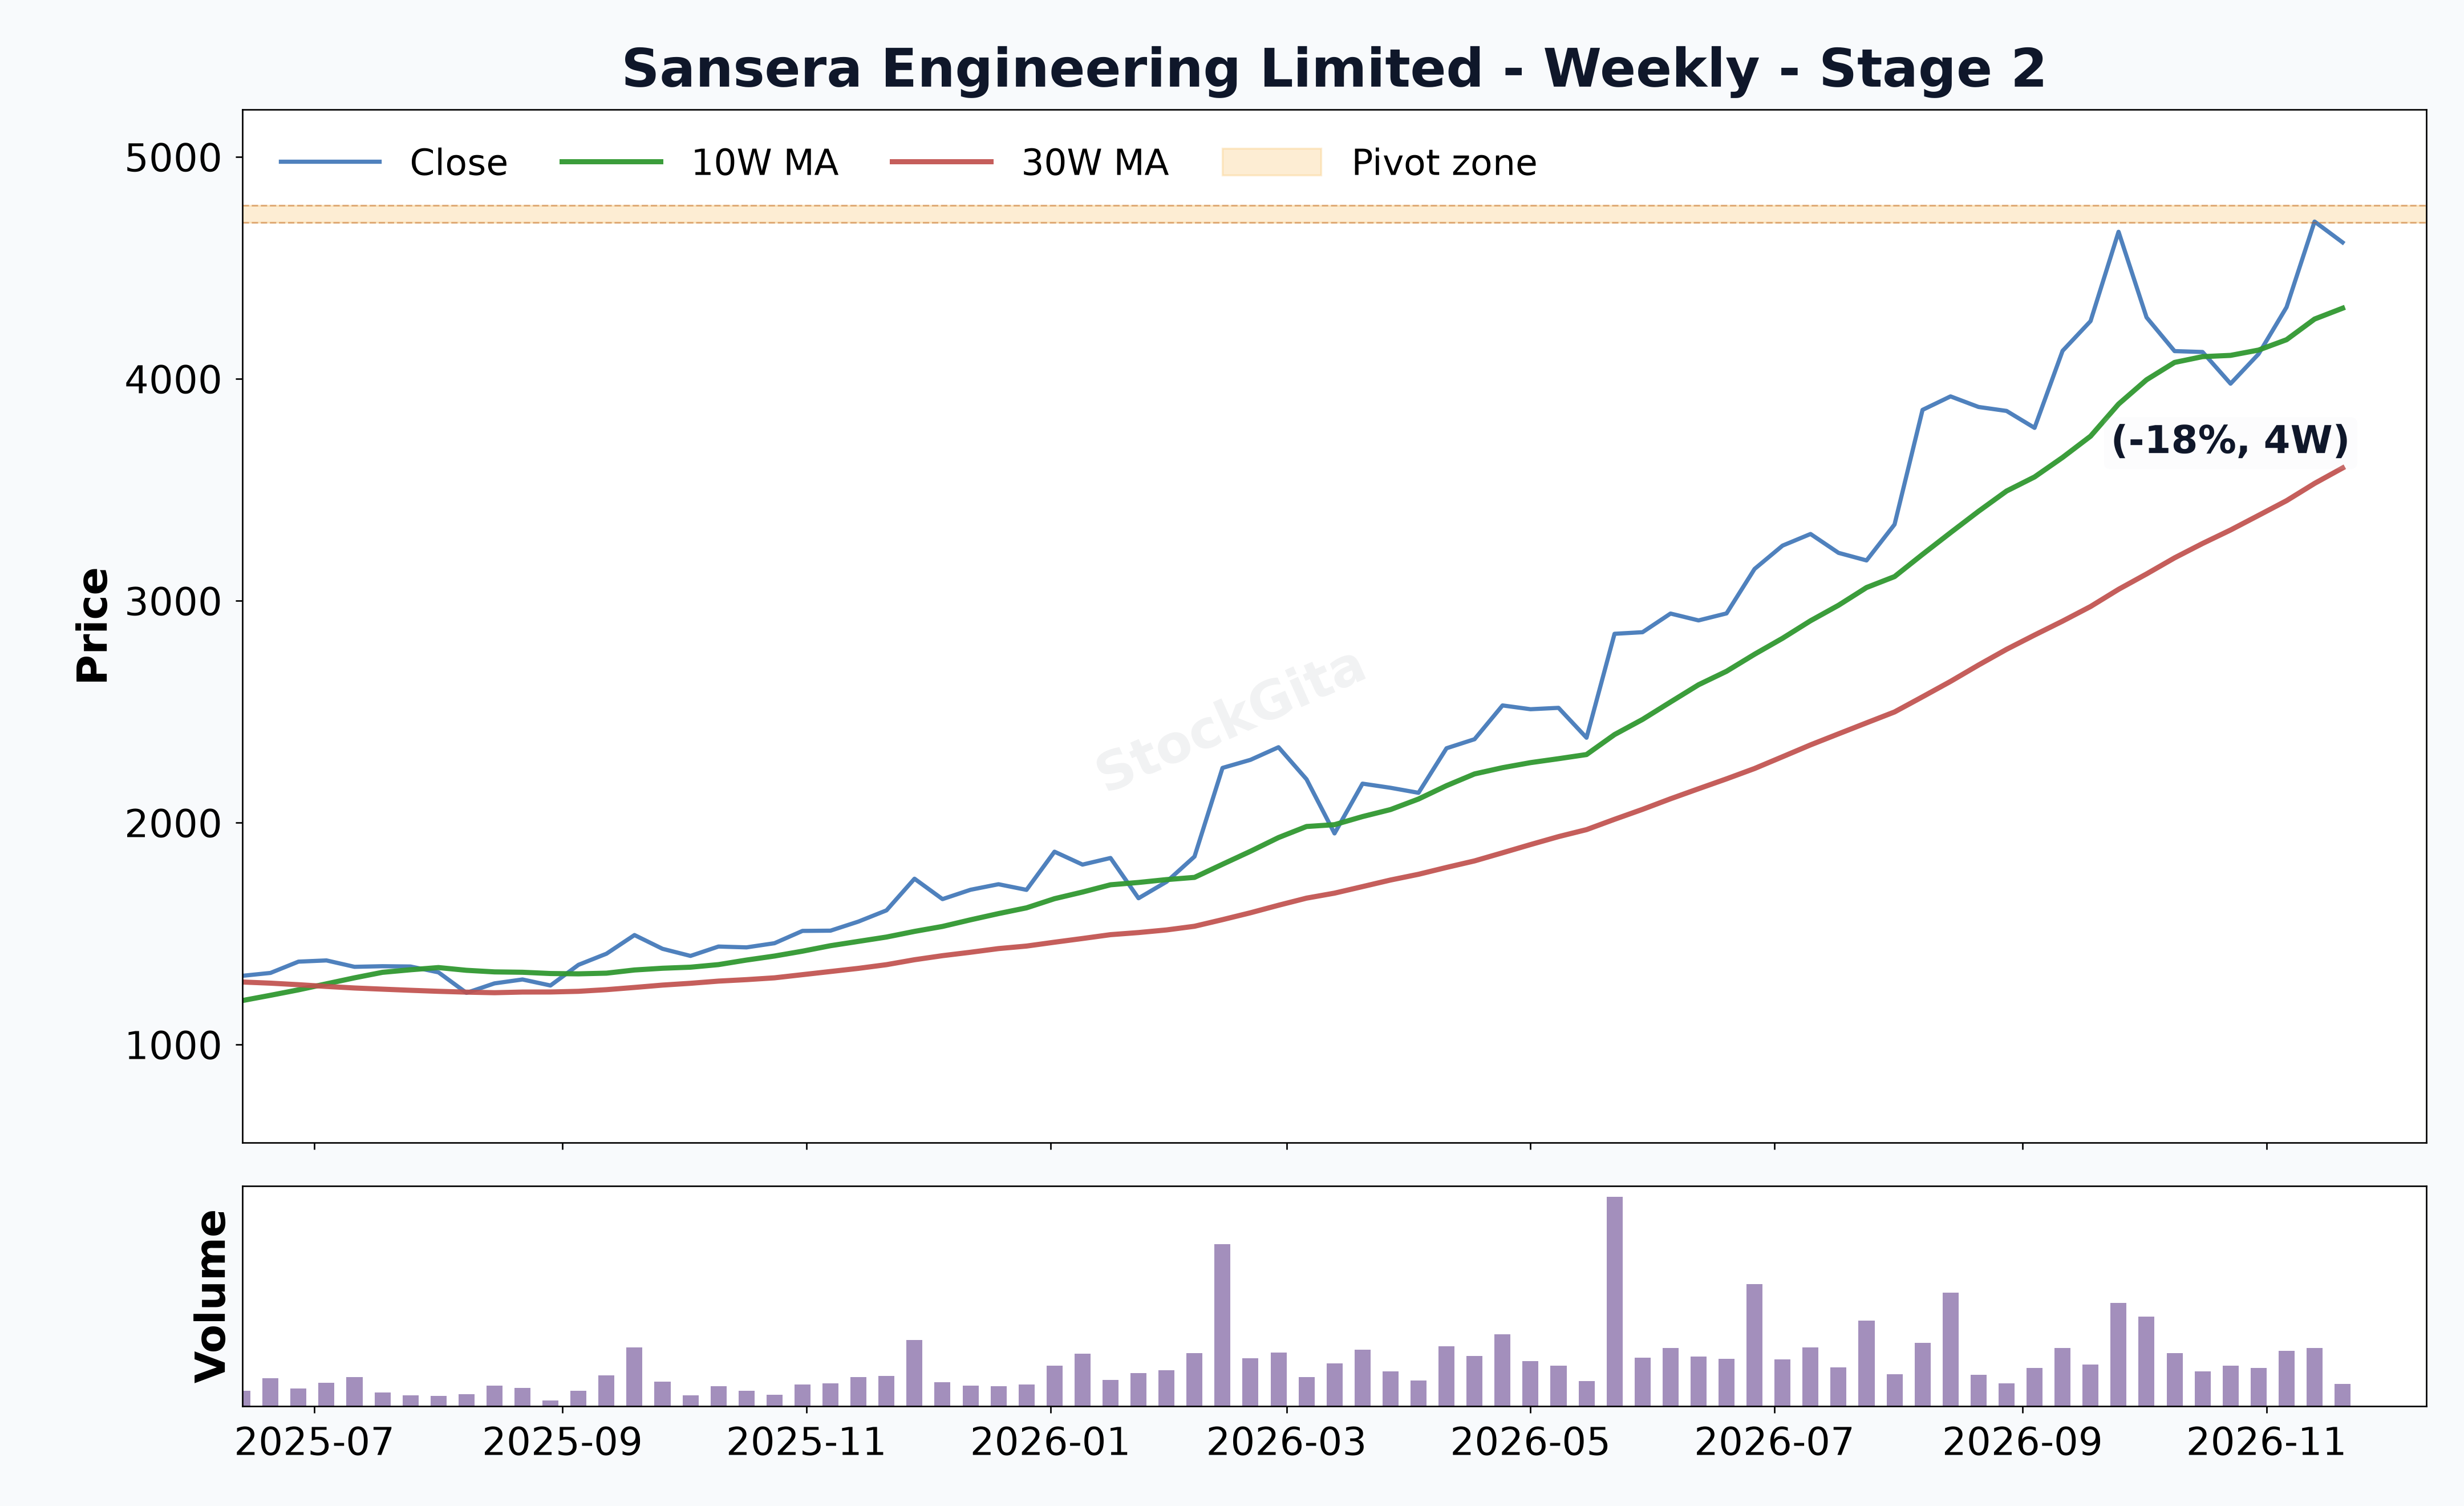 Sansera Engineering Limited - Weekly - Stage 2
Close 10W MA 30W MA Pivot zone
5000
4000
3000
2000
1000
Price
(-18%, 4W)
StockGita
Volume
2025-07 2025-09 2025-11 2026-01 2026-03 2026-05 2026-07 2026-09 2026-11